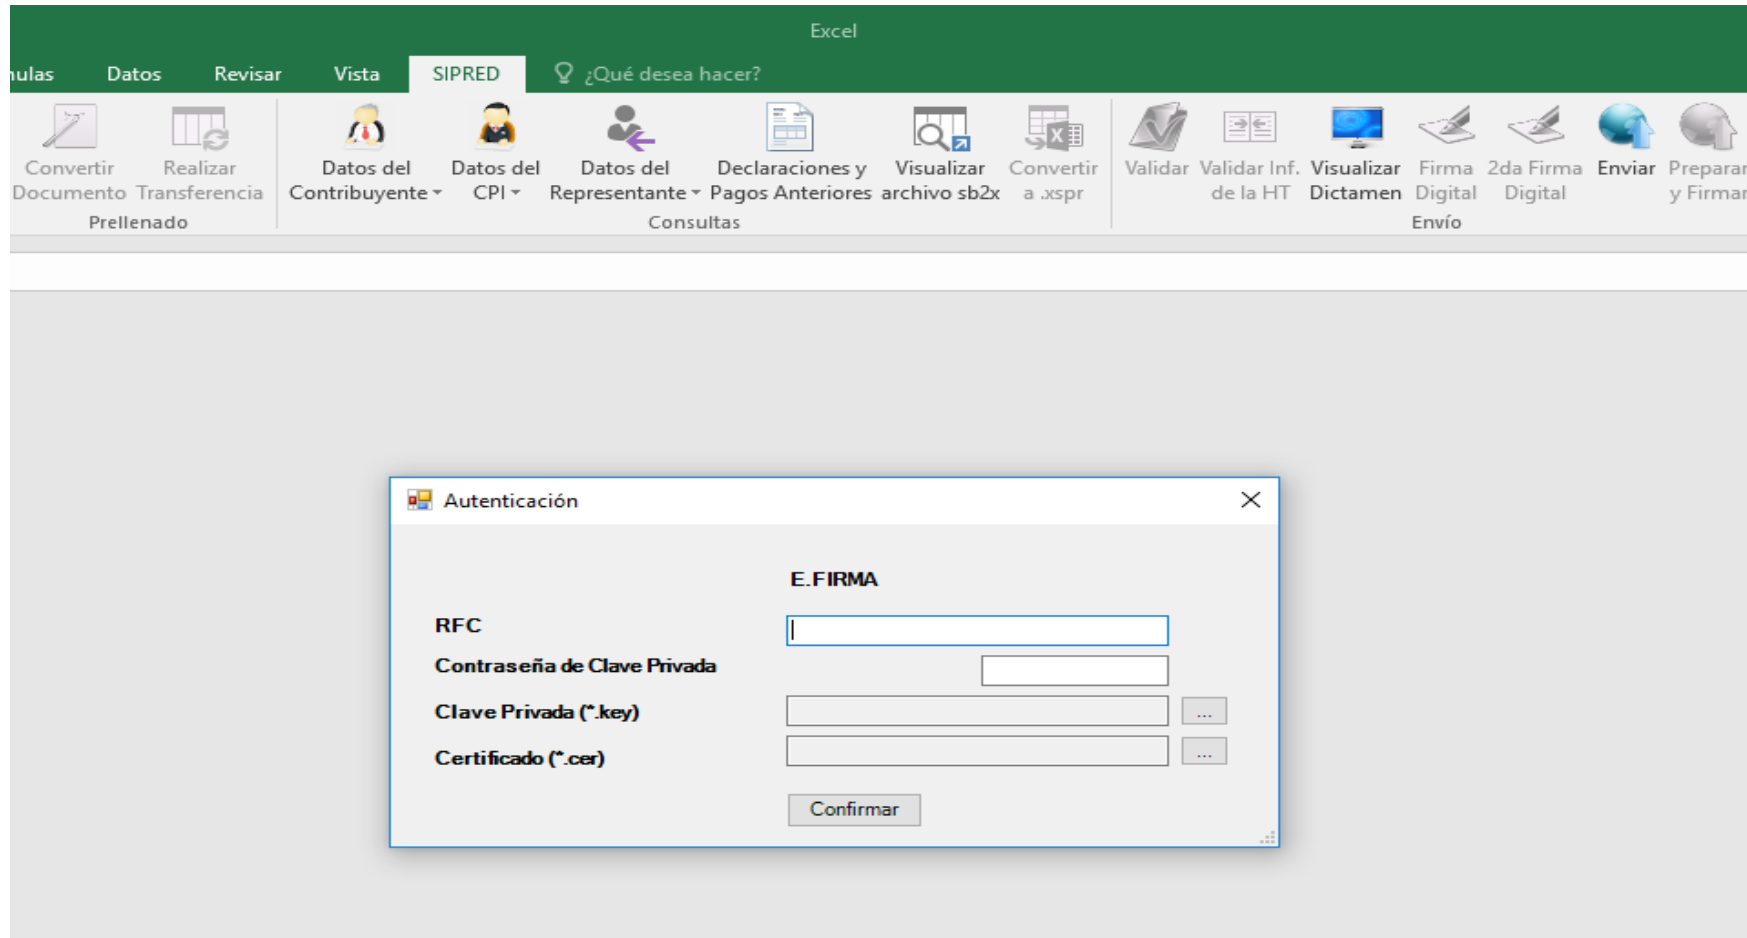 Excel
Datos Revisar Vista SIPRED ¿Qué desea hacer?
Convertir Documento
Realizar Transferencia
Prellenado
Datos del Contribuyente
Datos del CPI
Datos del Representante
Declaraciones y Pagos Anteriores
Visualizar archivo sb2x
Convertir a .xspr
Consultas
Validar
Validar Inf. de la HT
Visualizar Dictamen
Firma Digital
2da Firma Digital
Enviar
Preparar y Firmar
Envío
Autenticación
E.FIRMA
RFC
Contraseña de Clave Privada
Clave Privada (*.key) ...
Certificado (*.cer) ...
Confirmar